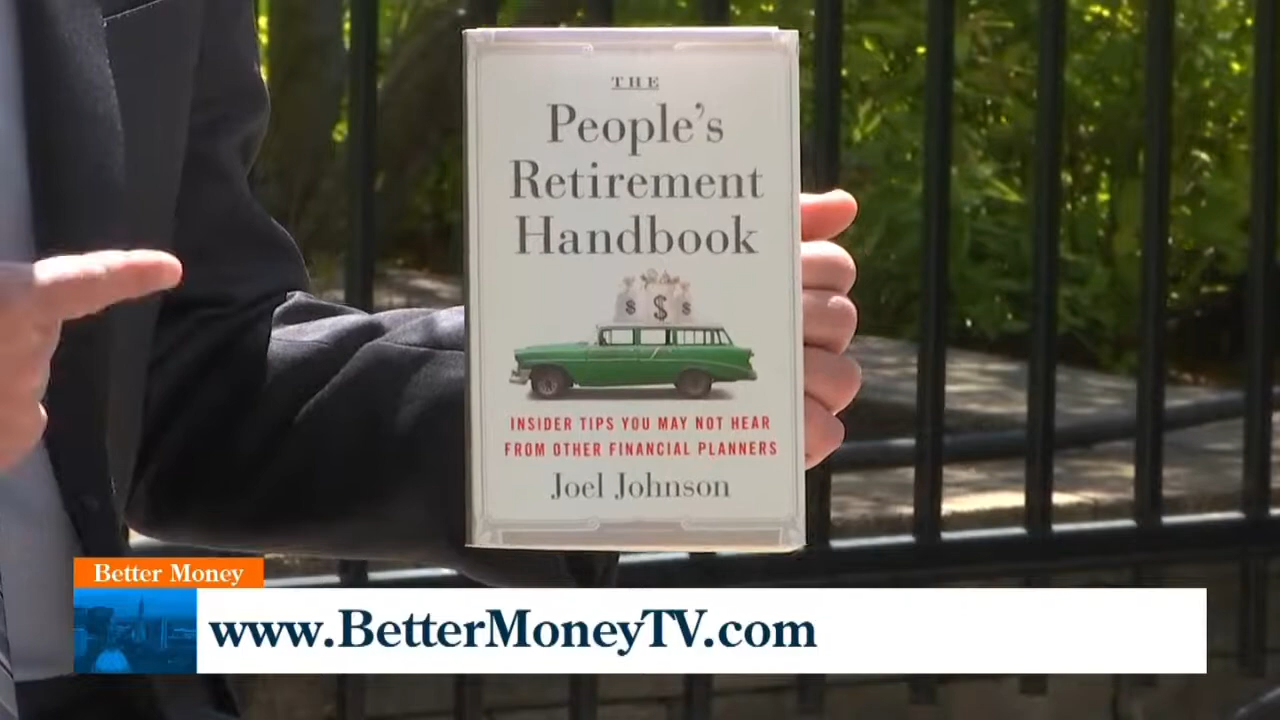 THE
People's
Retirement
Handbook
$ $ $
INSIDER TIPS YOU MAY NOT HEAR
FROM OTHER FINANCIAL PLANNERS
Joel Johnson
Better Money
www.BetterMoneyTV.com